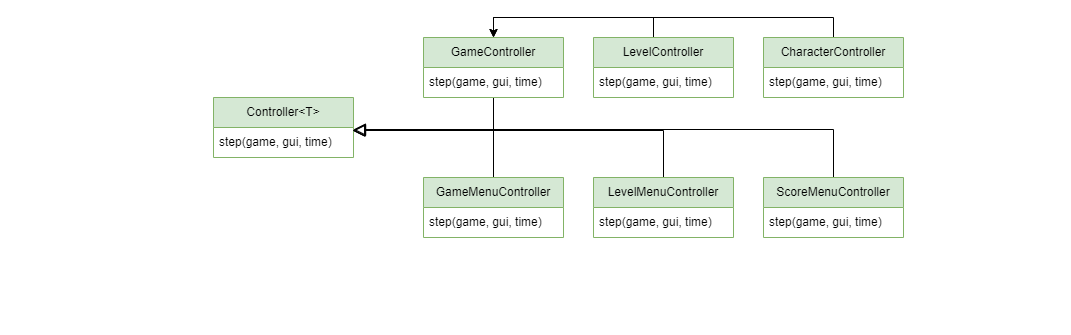 GameController
step(game, gui, time)
LevelController
step(game, gui, time)
CharacterController
step(game, gui, time)
Controller<T>
step(game, gui, time)
GameMenuController
step(game, gui, time)
LevelMenuController
step(game, gui, time)
ScoreMenuController
step(game, gui, time)